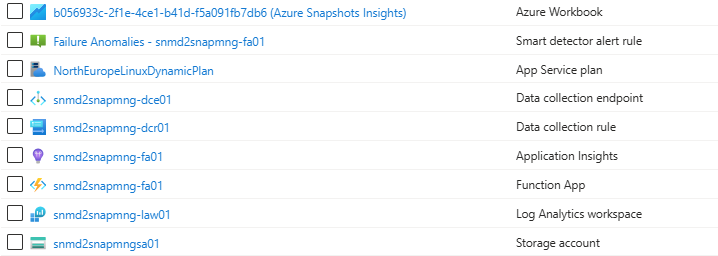 b056933c-2f1e-4ce1-b41d-f5a091fb7db6 (Azure Snapshots Insights) Azure Workbook
Failure Anomalies - snmd2snapmng-fa01 Smart detector alert rule
NorthEuropeLinuxDynamicPlan App Service plan
snmd2snapmng-dce01 Data collection endpoint
snmd2snapmng-dcr01 Data collection rule
snmd2snapmng-fa01 Application Insights
snmd2snapmng-fa01 Function App
snmd2snapmng-law01 Log Analytics workspace
snmd2snapmngsa01 Storage account